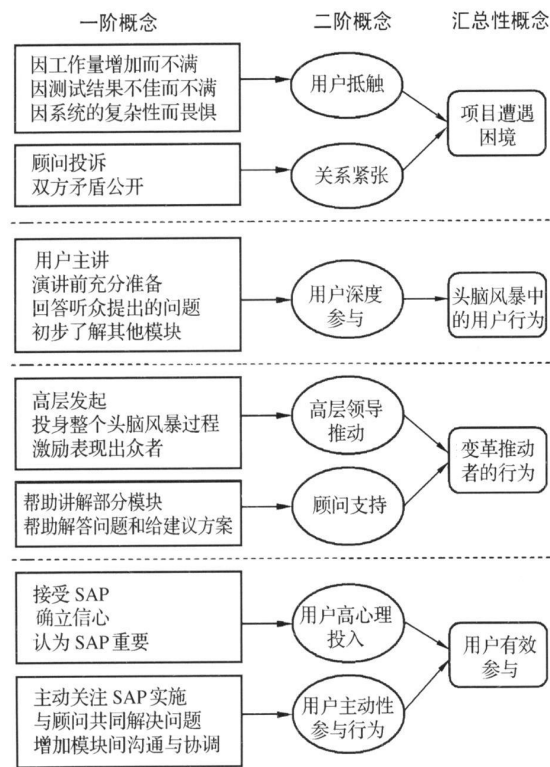 一阶概念
二阶概念
汇总性概念
因工作量增加而不满
因测试结果不佳而不满
因系统的复杂性而畏惧
用户抵触
项目遭遇
困境
顾问投诉
双方矛盾公开
关系紧张
用户主讲
演讲前充分准备
回答听众提出的问题
初步了解其他模块
用户深度
参与
头脑风暴中
的用户行为
高层发起
投身整个头脑风暴过程
激励表现出众者
高层领导
推动
变革推动
者的行为
帮助讲解部分模块
帮助解答问题和给建议方案
顾问支持
接受 SAP
确立信心
认为 SAP 重要
用户高心理
投入
用户有效
参与
主动关注 SAP 实施
与顾问共同解决问题
增加模块间沟通与协调
用户主动性
参与行为